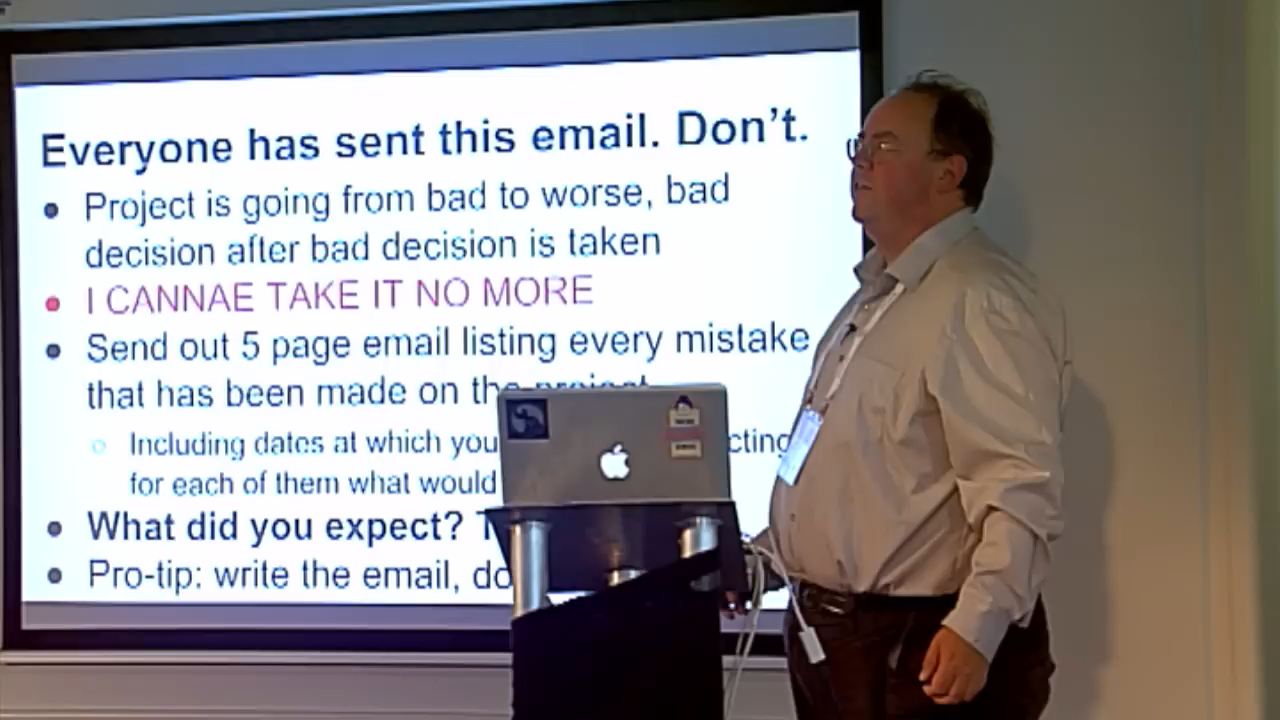 Everyone has sent this email. Don't.
Project is going from bad to worse, bad
decision after bad decision is taken
I CANNAE TAKE IT NO MORE
Send out 5 page email listing every mistake
that has been made on the project
Including dates at which you cting
for each of them what would
What did you expect? T
Pro-tip: write the email, do